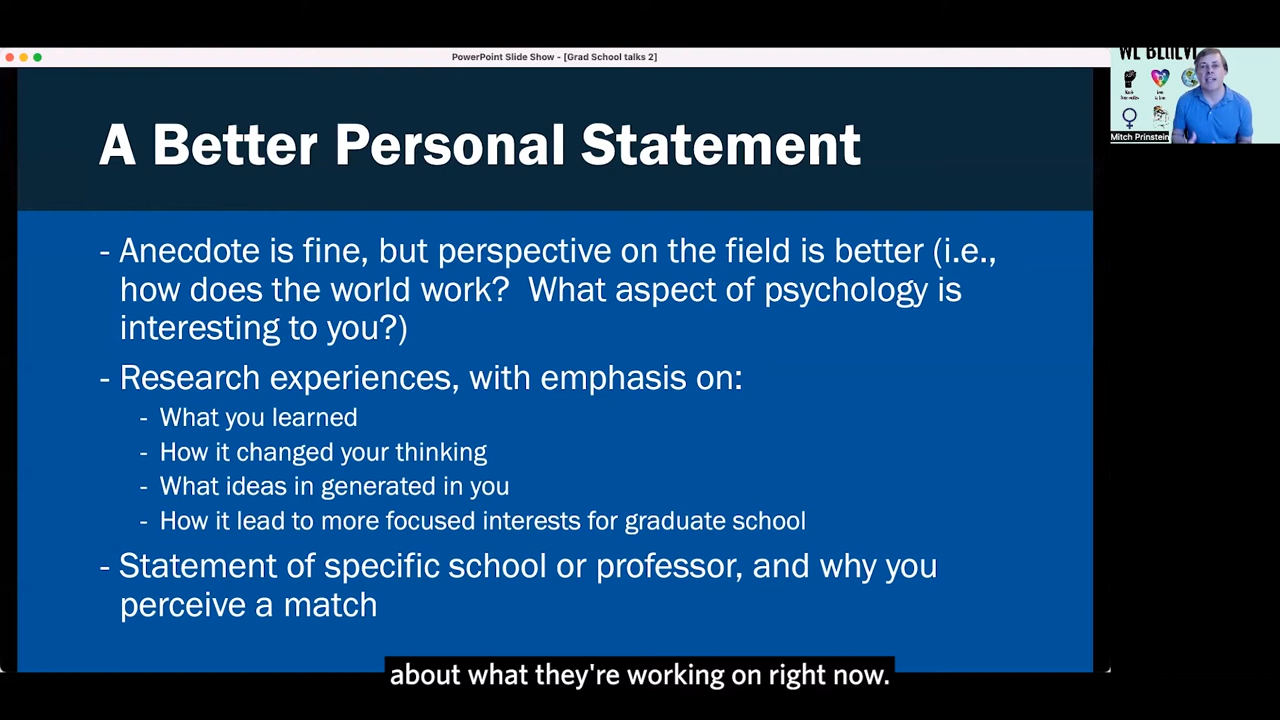 PowerPoint Slide Show - [Grad School talks 2]
WE BELIEVE
Mitch Prinstein
A Better Personal Statement
- Anecdote is fine, but perspective on the field is better (i.e.,
how does the world work?  What aspect of psychology is
interesting to you?)
- Research experiences, with emphasis on:
- What you learned
- How it changed your thinking
- What ideas in generated in you
- How it lead to more focused interests for graduate school
- Statement of specific school or professor, and why you
perceive a match
about what they're working on right now.